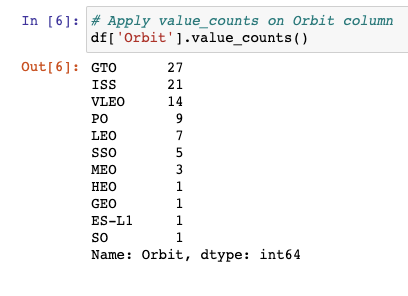 In [6]: # Apply value_counts on Orbit column
df['Orbit'].value_counts()
Out[6]: GTO 27
ISS 21
VLEO 14
PO 9
LEO 7
SSO 5
MEO 3
HEO 1
GEO 1
ES-L1 1
SO 1
Name: Orbit, dtype: int64